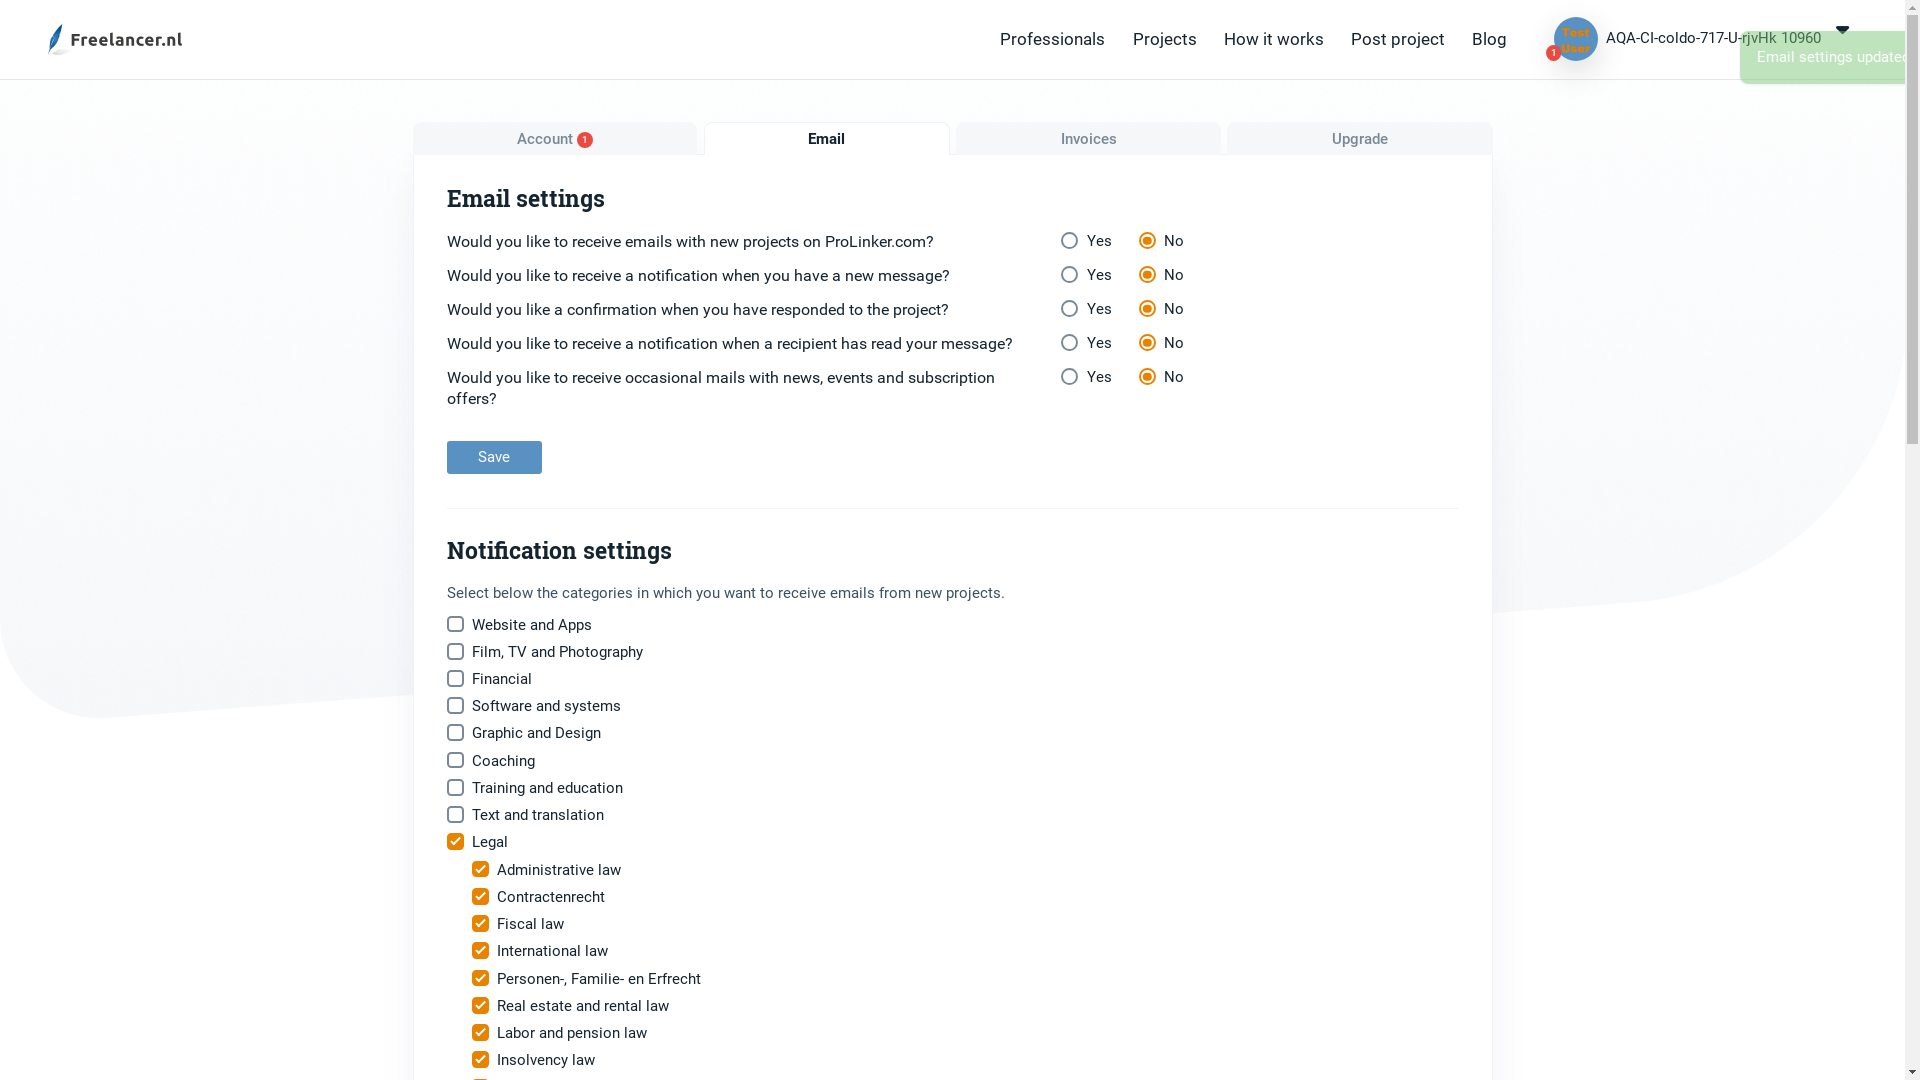 Freelancer.nl
Professionals
Projects
How it works
Post project
Blog
Test
User
1
AQA-CI-coldo-717-U-rjvHk 10960
Email settings updated
Account 1
Email
Invoices
Upgrade
Email settings
Would you like to receive emails with new projects on ProLinker.com?
Yes
No
Would you like to receive a notification when you have a new message?
Yes
No
Would you like a confirmation when you have responded to the project?
Yes
No
Would you like to receive a notification when a recipient has read your message?
Yes
No
Would you like to receive occasional mails with news, events and subscription
offers?
Yes
No
Save
Notification settings
Select below the categories in which you want to receive emails from new projects.
Website and Apps
Film, TV and Photography
Financial
Software and systems
Graphic and Design
Coaching
Training and education
Text and translation
Legal
Administrative law
Contractenrecht
Fiscal law
International law
Personen-, Familie- en Erfrecht
Real estate and rental law
Labor and pension law
Insolvency law